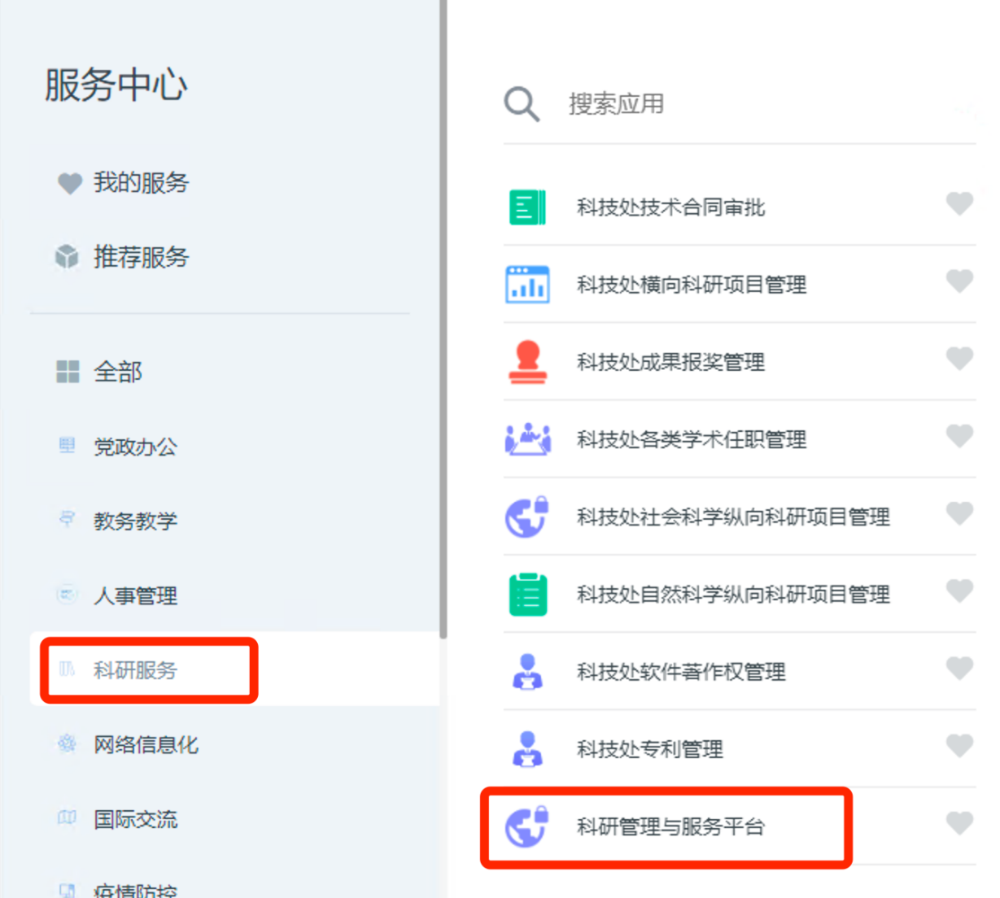 服务中心
我的服务
推荐服务
全部
党政办公
教务教学
人事管理
科研服务
网络信息化
国际交流
疫情防控
搜索应用
科技处技术合同审批
科技处横向科研项目管理
科技处成果报奖管理
科技处各类学术任职管理
科技处社会科学纵向科研项目管理
科技处自然科学纵向科研项目管理
科技处软件著作权管理
科技处专利管理
科研管理与服务平台